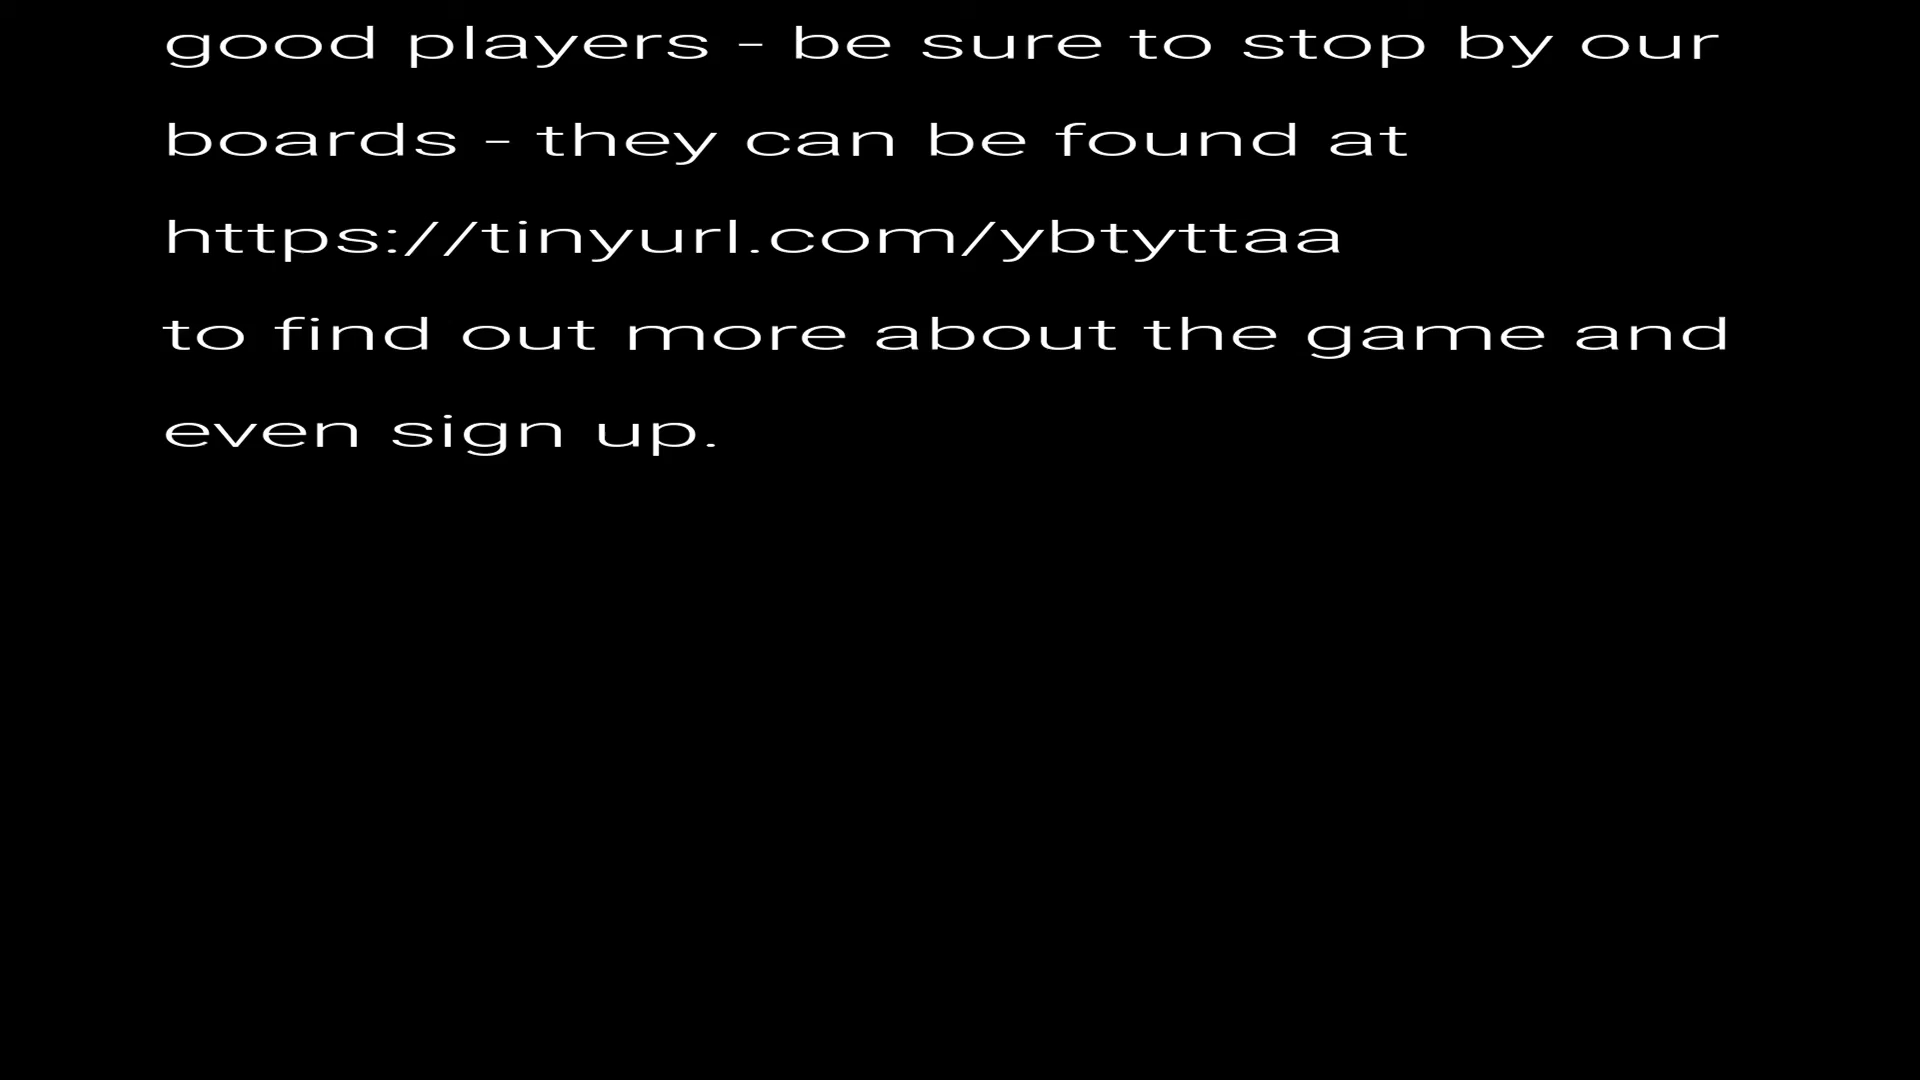 good players - be sure to stop by our
boards - they can be found at
https://tinyurl.com/ybtyttaa
to find out more about the game and
even sign up.